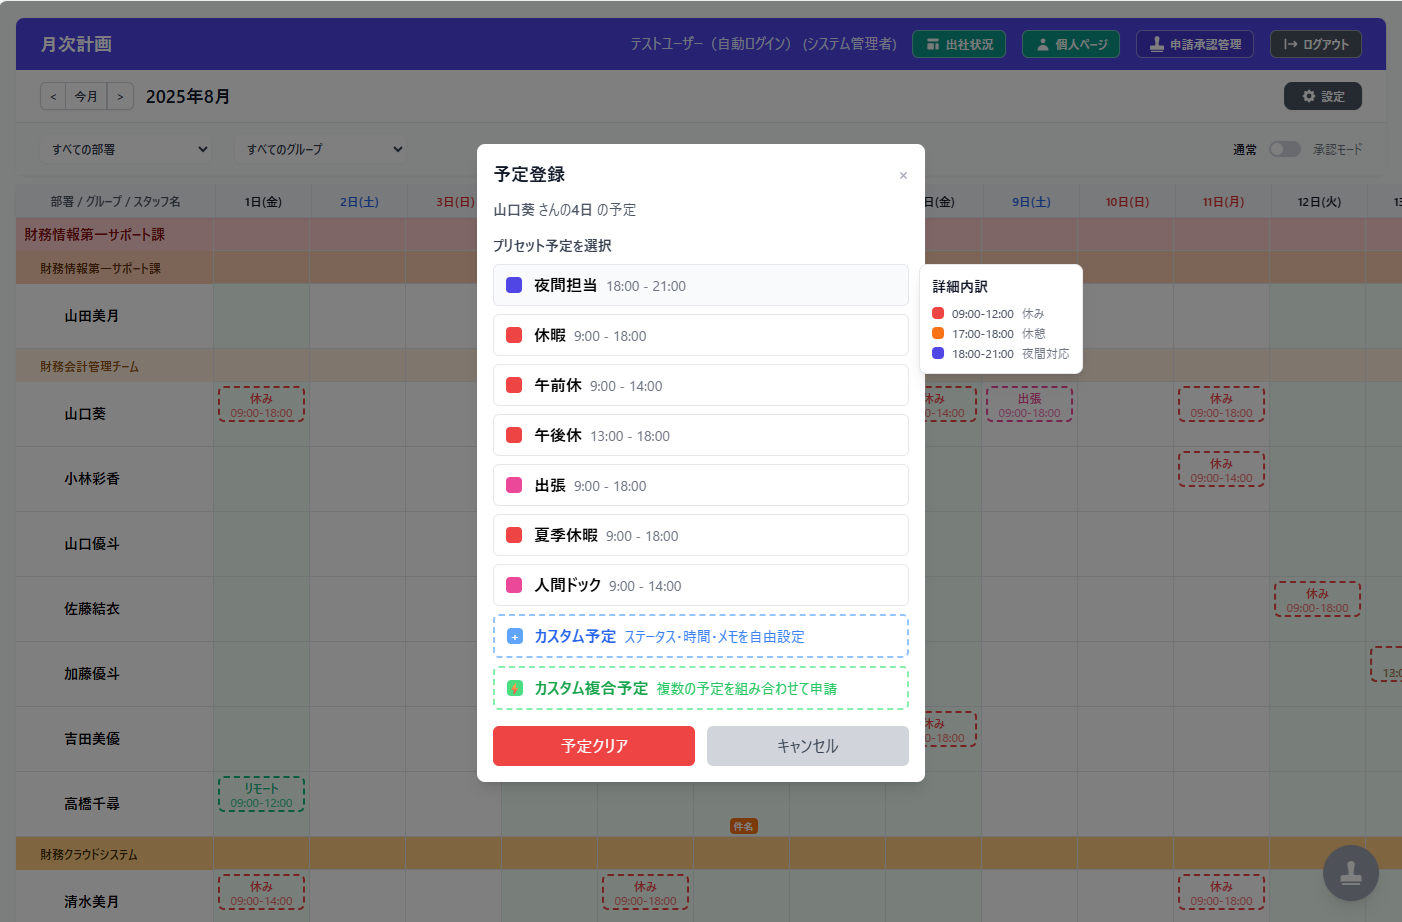 月次計画
テストユーザー（自動ログイン） (システム管理者)
出社状況
個人ページ
申請承認管理
ログアウト
<
今月
>
2025年8月
設定
すべての部署
すべてのグループ
通常
承認モード
部署 / グループ / スタッフ名
1日(金)
2日(土)
3日(日)
日(金)
9日(土)
10日(日)
11日(月)
12日(火)
13
財務情報第一サポート課
財務情報第一サポート課
山田美月
財務会計管理チーム
山口葵
休み
09:00-18:00
休み
0-14:00
出張
09:00-18:00
休み
09:00-18:00
小林彩香
休み
09:00-14:00
山口優斗
佐藤結衣
休み
09:00-18:00
加藤優斗
13:0
吉田美優
休み
0-18:00
高橋千尋
リモート
09:00-12:00
件名
財務クラウドシステム
清水美月
休み
09:00-14:00
休み
09:00-18:00
休み
09:00-18:00
予定登録
×
山口葵 さんの4日 の予定
プリセット予定を選択
夜間担当 18:00 - 21:00
休暇 9:00 - 18:00
午前休 9:00 - 14:00
午後休 13:00 - 18:00
出張 9:00 - 18:00
夏季休暇 9:00 - 18:00
人間ドック 9:00 - 14:00
+ カスタム予定 ステータス・時間・メモを自由設定
カスタム複合予定 複数の予定を組み合わせて申請
予定クリア
キャンセル
詳細内訳
09:00-12:00 休み
17:00-18:00 休憩
18:00-21:00 夜間対応